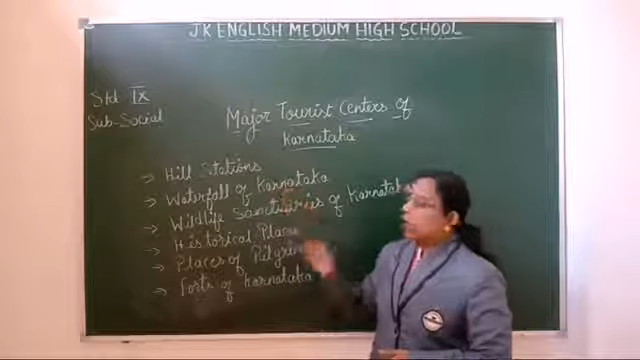 JK ENGLISH MEDIUM HIGH SCHOOL
Std IX
Sub-Social
Major Tourist Centers of
Karnataka
→ Hill Stations
→ Waterfall of Karnataka
→ Wildlife Sanctuaries of Karnatak
→ Historical Places
→ Places of Pilgrim
→ Forts of Karnataka